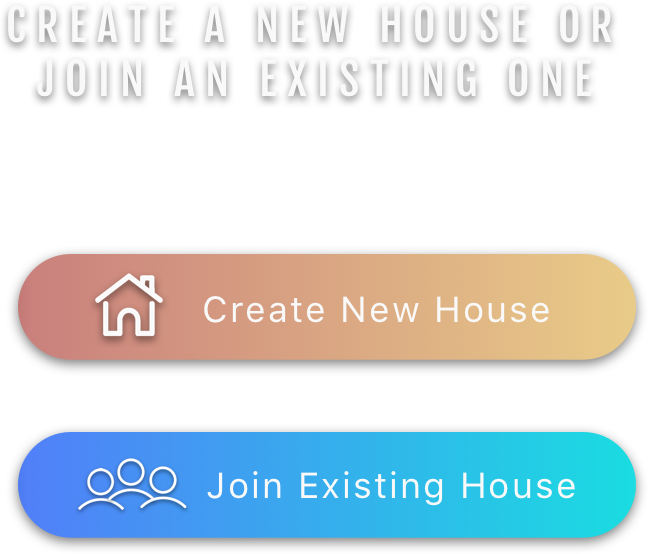 CREATE A NEW HOUSE OR
JOIN AN EXISTING ONE
Create New House
Join Existing House